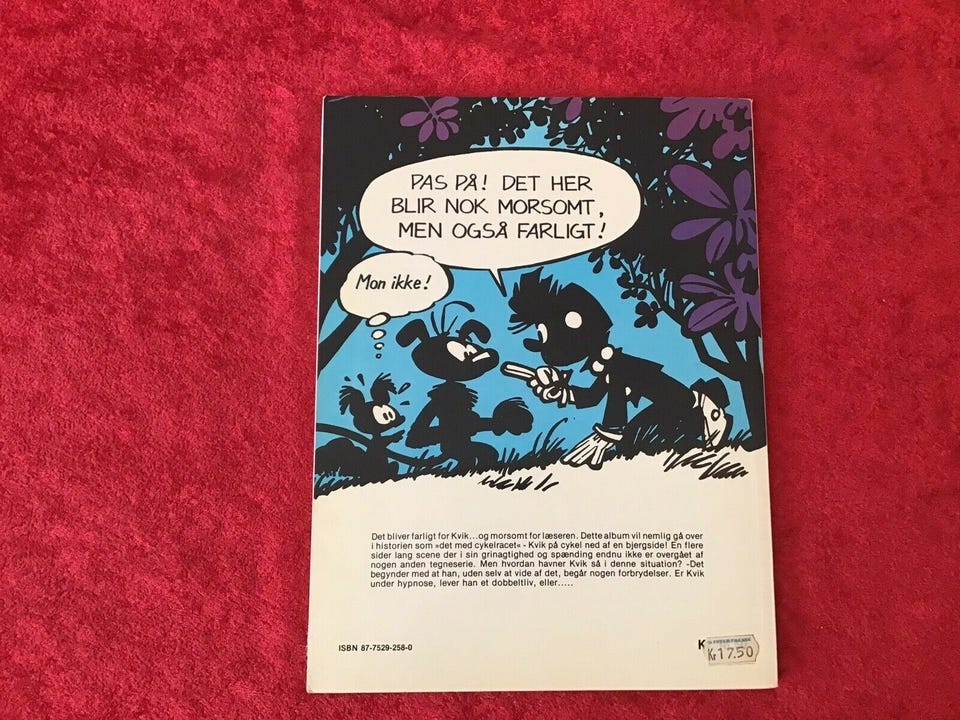 PAS PÅ! DET HER
BLIR NOK MORSOMT,
MEN OGSÅ FARLIGT!
Mon ikke!
Det bliver farligt for Kvik...og morsomt for læseren. Dette album vil nemlig gå over
i historien som »det med cykelracet« - Kvik på cykel ned af en bjergside! En flere
sider lang scene der i sin grinagtighed og spænding endnu ikke er overgået af
nogen anden tegneserie. Men hvordan havner Kvik så i denne situation? -Det
begynder med at han, uden selv at vide af det, begår nogen forbrydelser. Er Kvik
under hypnose, lever han et dobbeltliv, eller.....
ISBN 87-7529-258-0
K
Kr 17.50